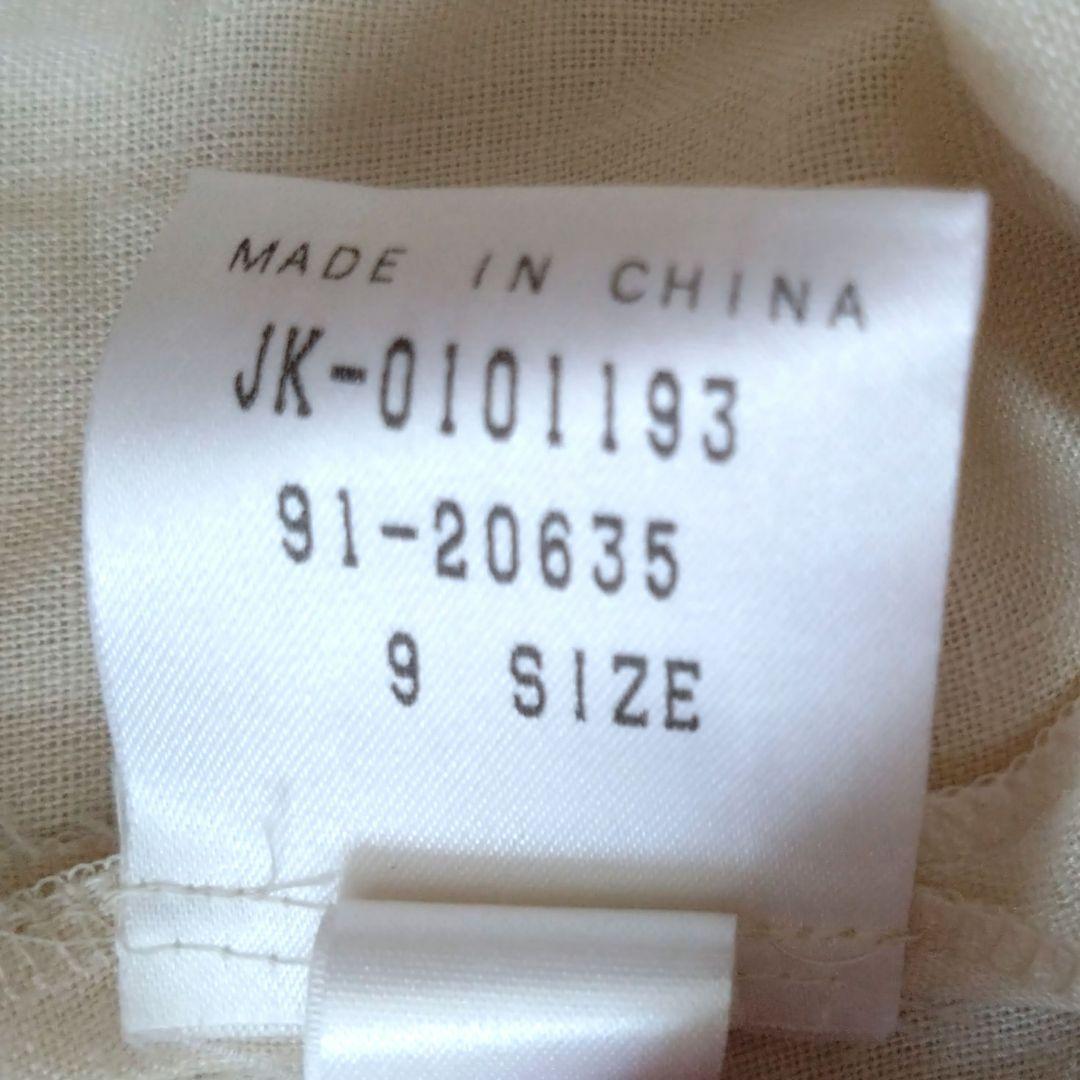 MADE IN CHINA
JK-0101193
91-20635
9 SIZE